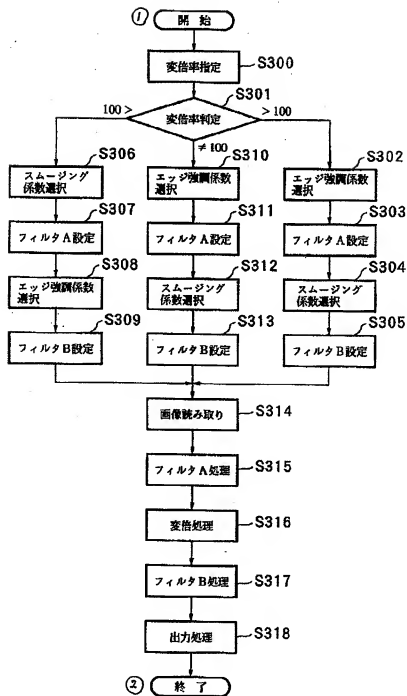 ① 開 始
変倍率指定 S300
S301
100 > 変倍率判定 > 100
≠ 100
スムージング
係数選択 S306
エッジ強調係数
選択 S310
エッジ強調係数
選択 S302
フィルタA設定 S307
フィルタA設定 S311
フィルタA設定 S303
エッジ強調係数
選択 S308
スムージング
係数選択 S312
スムージング
係数選択 S304
フィルタB設定 S309
フィルタB設定 S313
フィルタB設定 S305
画像読み取り S314
フィルタA処理 S315
変倍処理 S316
フィルタB処理 S317
出力処理 S318
② 終 了